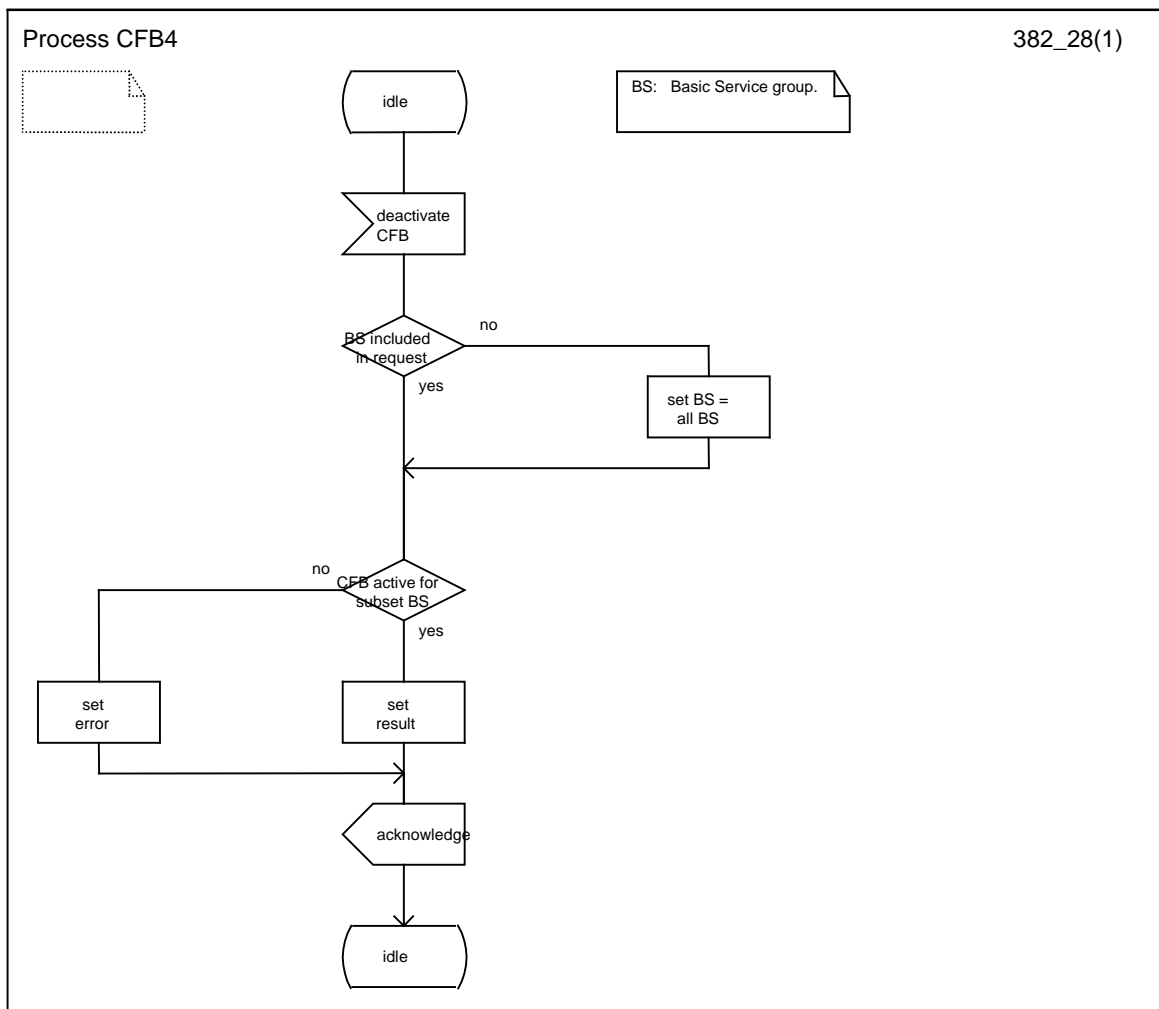 Process CFB4
382_28(1)
idle
BS: Basic Service group.
deactivate
CFB
BS included
in request
no
yes
set BS =
all BS
no
CFB active for
subset BS
yes
set
error
set
result
acknowledge
idle